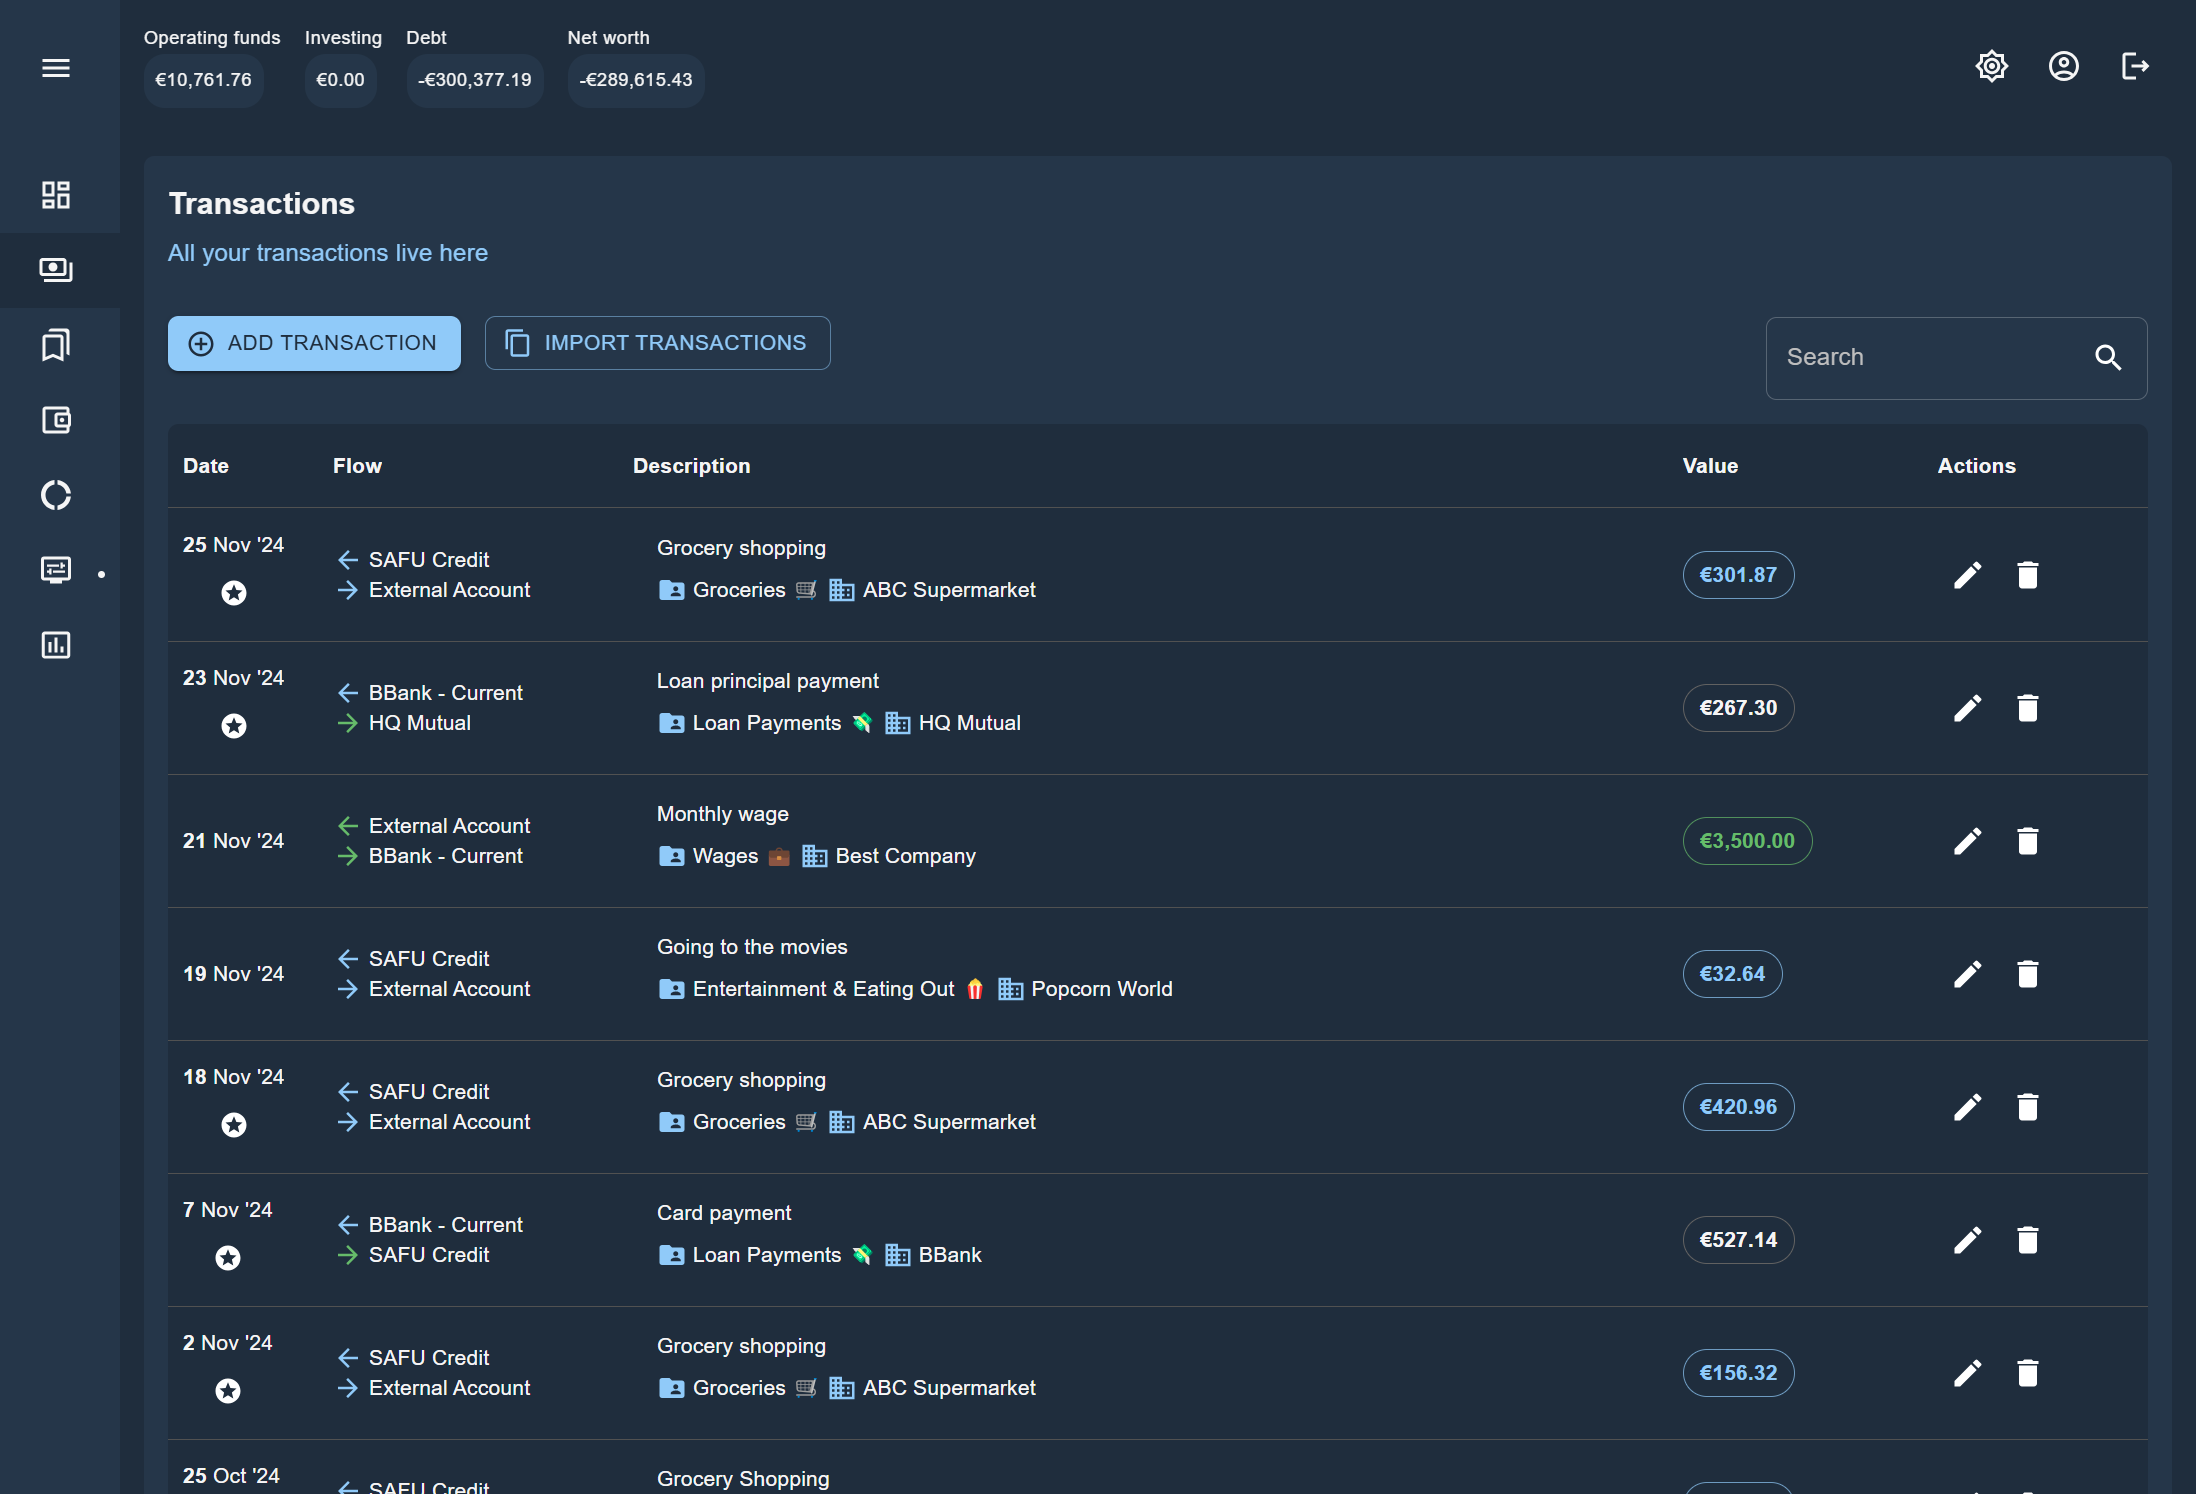 Operating funds Investing Debt Net worth
€10,761.76 €0.00 -€300,377.19 -€289,615.43
Transactions
All your transactions live here
ADD TRANSACTION IMPORT TRANSACTIONS Search
Date Flow Description Value Actions
25 Nov '24 SAFU Credit Grocery shopping
External Account Groceries ABC Supermarket €301.87
23 Nov '24 BBank - Current Loan principal payment
HQ Mutual Loan Payments HQ Mutual €267.30
External Account Monthly wage
21 Nov '24 BBank - Current Wages Best Company €3,500.00
SAFU Credit Going to the movies
19 Nov '24 External Account Entertainment & Eating Out Popcorn World €32.64
18 Nov '24 SAFU Credit Grocery shopping
External Account Groceries ABC Supermarket €420.96
7 Nov '24 BBank - Current Card payment
SAFU Credit Loan Payments BBank €527.14
2 Nov '24 SAFU Credit Grocery shopping
External Account Groceries ABC Supermarket €156.32
25 Oct '24 SAFU Credit Grocery Shopping